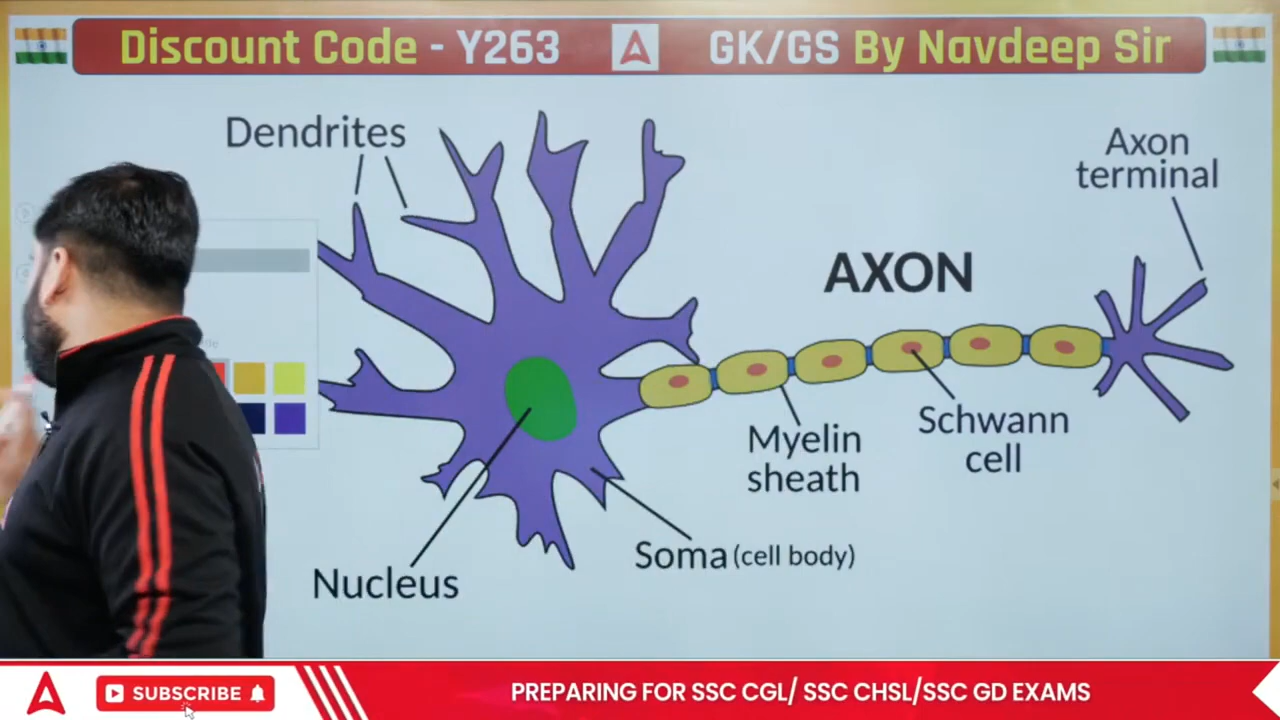 Discount Code - Y263
GK/GS By Navdeep Sir
Dendrites
Axon
terminal
AXON
Myelin
sheath
Schwann
cell
Soma (cell body)
Nucleus
SUBSCRIBE
PREPARING FOR SSC CGL/ SSC CHSL/SSC GD EXAMS